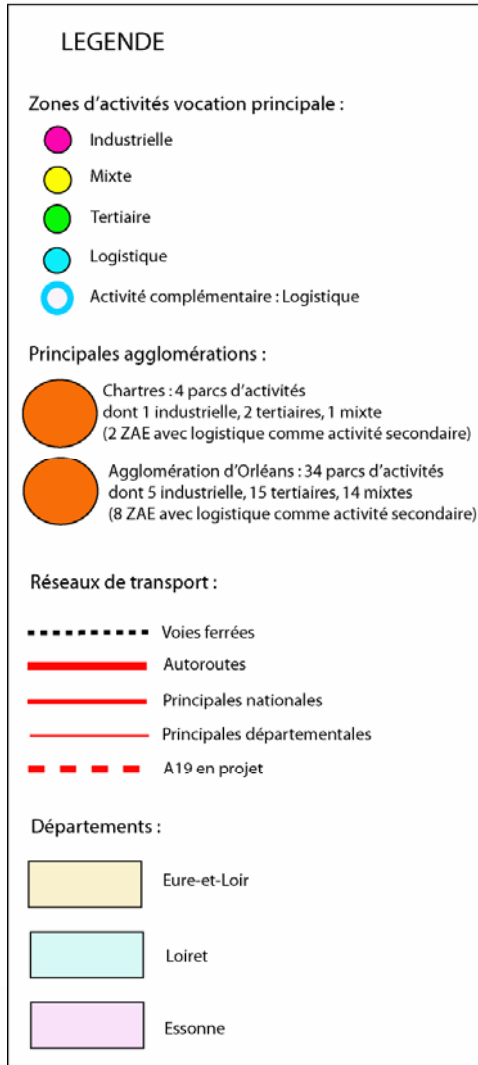 LEGENDE
Zones d'activités vocation principale :
Industrielle
Mixte
Tertiaire
Logistique
Activité complémentaire : Logistique
Principales agglomérations :
Chartres : 4 parcs d'activités
dont 1 industrielle, 2 tertiaires, 1 mixte
(2 ZAE avec logistique comme activité secondaire)
Agglomération d'Orléans : 34 parcs d'activités
dont 5 industrielle, 15 tertiaires, 14 mixtes
(8 ZAE avec logistique comme activité secondaire)
Réseaux de transport :
Voies ferrées
Autoroutes
Principales nationales
Principales départementales
A19 en projet
Départements :
Eure-et-Loir
Loiret
Essonne